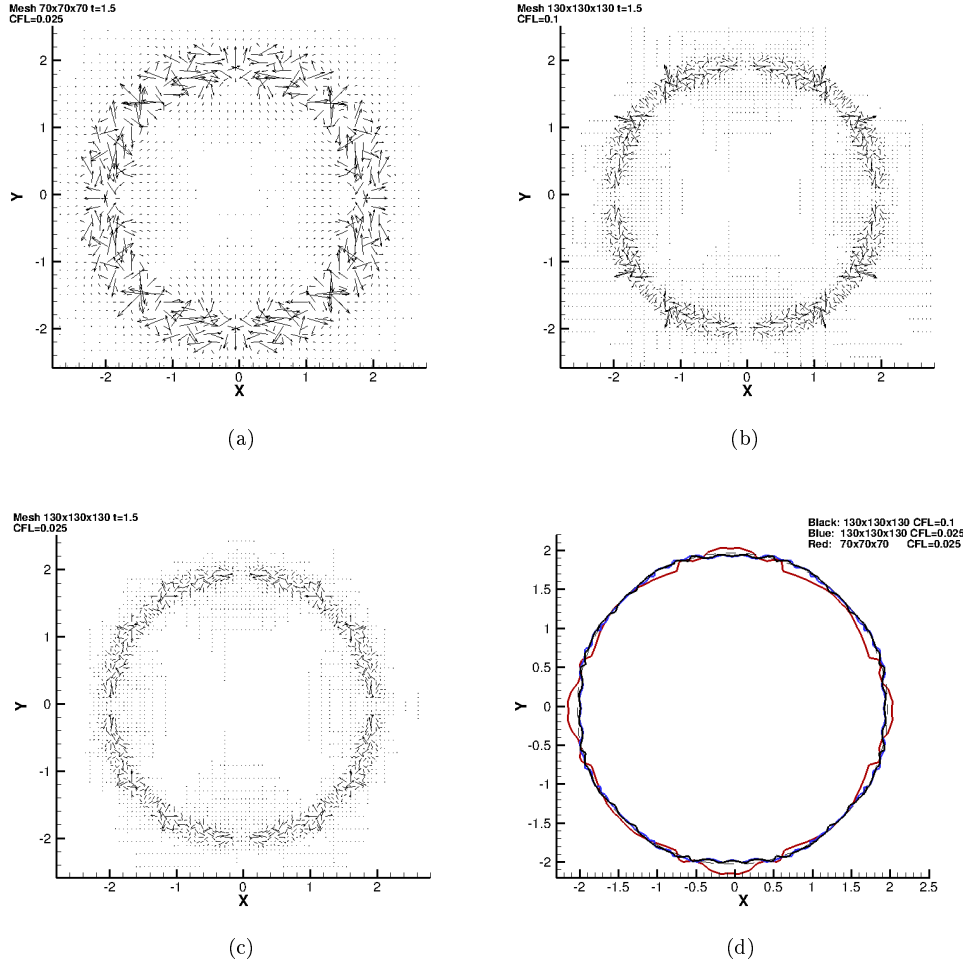 Mesh 70x70x70 t=1.5
CFL=0.025
2
1
0
-1
-2
Y
-2 -1 0 1 2
X
(a)
Mesh 130x130x130 t=1.5
CFL=0.1
2
1
0
-1
-2
Y
-2 -1 0 1 2
X
(b)
Mesh 130x130x130 t=1.5
CFL=0.025
2
1
0
-1
-2
Y
-2 -1 0 1 2
X
(c)
Black: 130x130x130 CFL=0.1
Blue: 130x130x130 CFL=0.025
Red: 70x70x70 CFL=0.025
2
1.5
1
0.5
0
-0.5
-1
-1.5
-2
Y
-2 -1.5 -1 -0.5 0 0.5 1 1.5 2 2.5
X
(d)